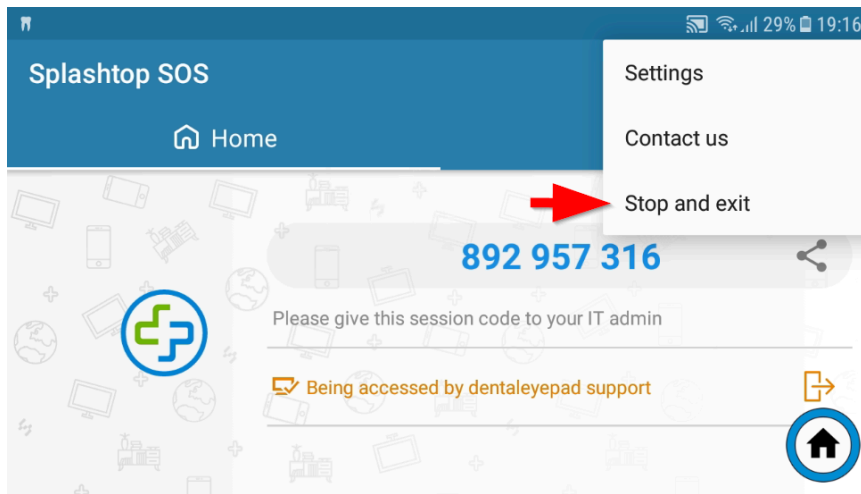 29% 19:16
Splashtop SOS
Home
Settings
Contact us
Stop and exit
892 957 316
Please give this session code to your IT admin
Being accessed by dentaleyepad support